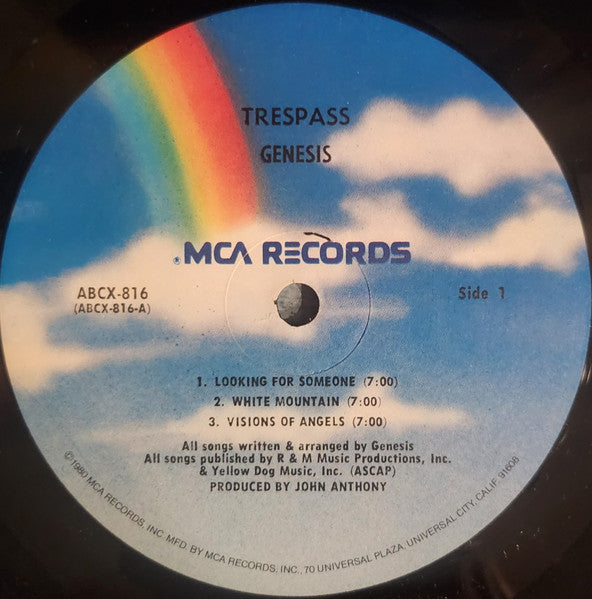 TRESPASS
GENESIS
®MCA RECORDS
ABCX-816
(ABCX-816-A)
Side 1
1. LOOKING FOR SOMEONE (7:00)
2. WHITE MOUNTAIN (7:00)
3. VISIONS OF ANGELS (7:00)
All songs written & arranged by Genesis
All songs published by R & M Music Productions, Inc.
& Yellow Dog Music, Inc. (ASCAP)
PRODUCED BY JOHN ANTHONY
©1980 MCA RECORDS, INC. MFD. BY MCA RECORDS, INC., 70 UNIVERSAL PLAZA, UNIVERSAL CITY, CALIF. 91608